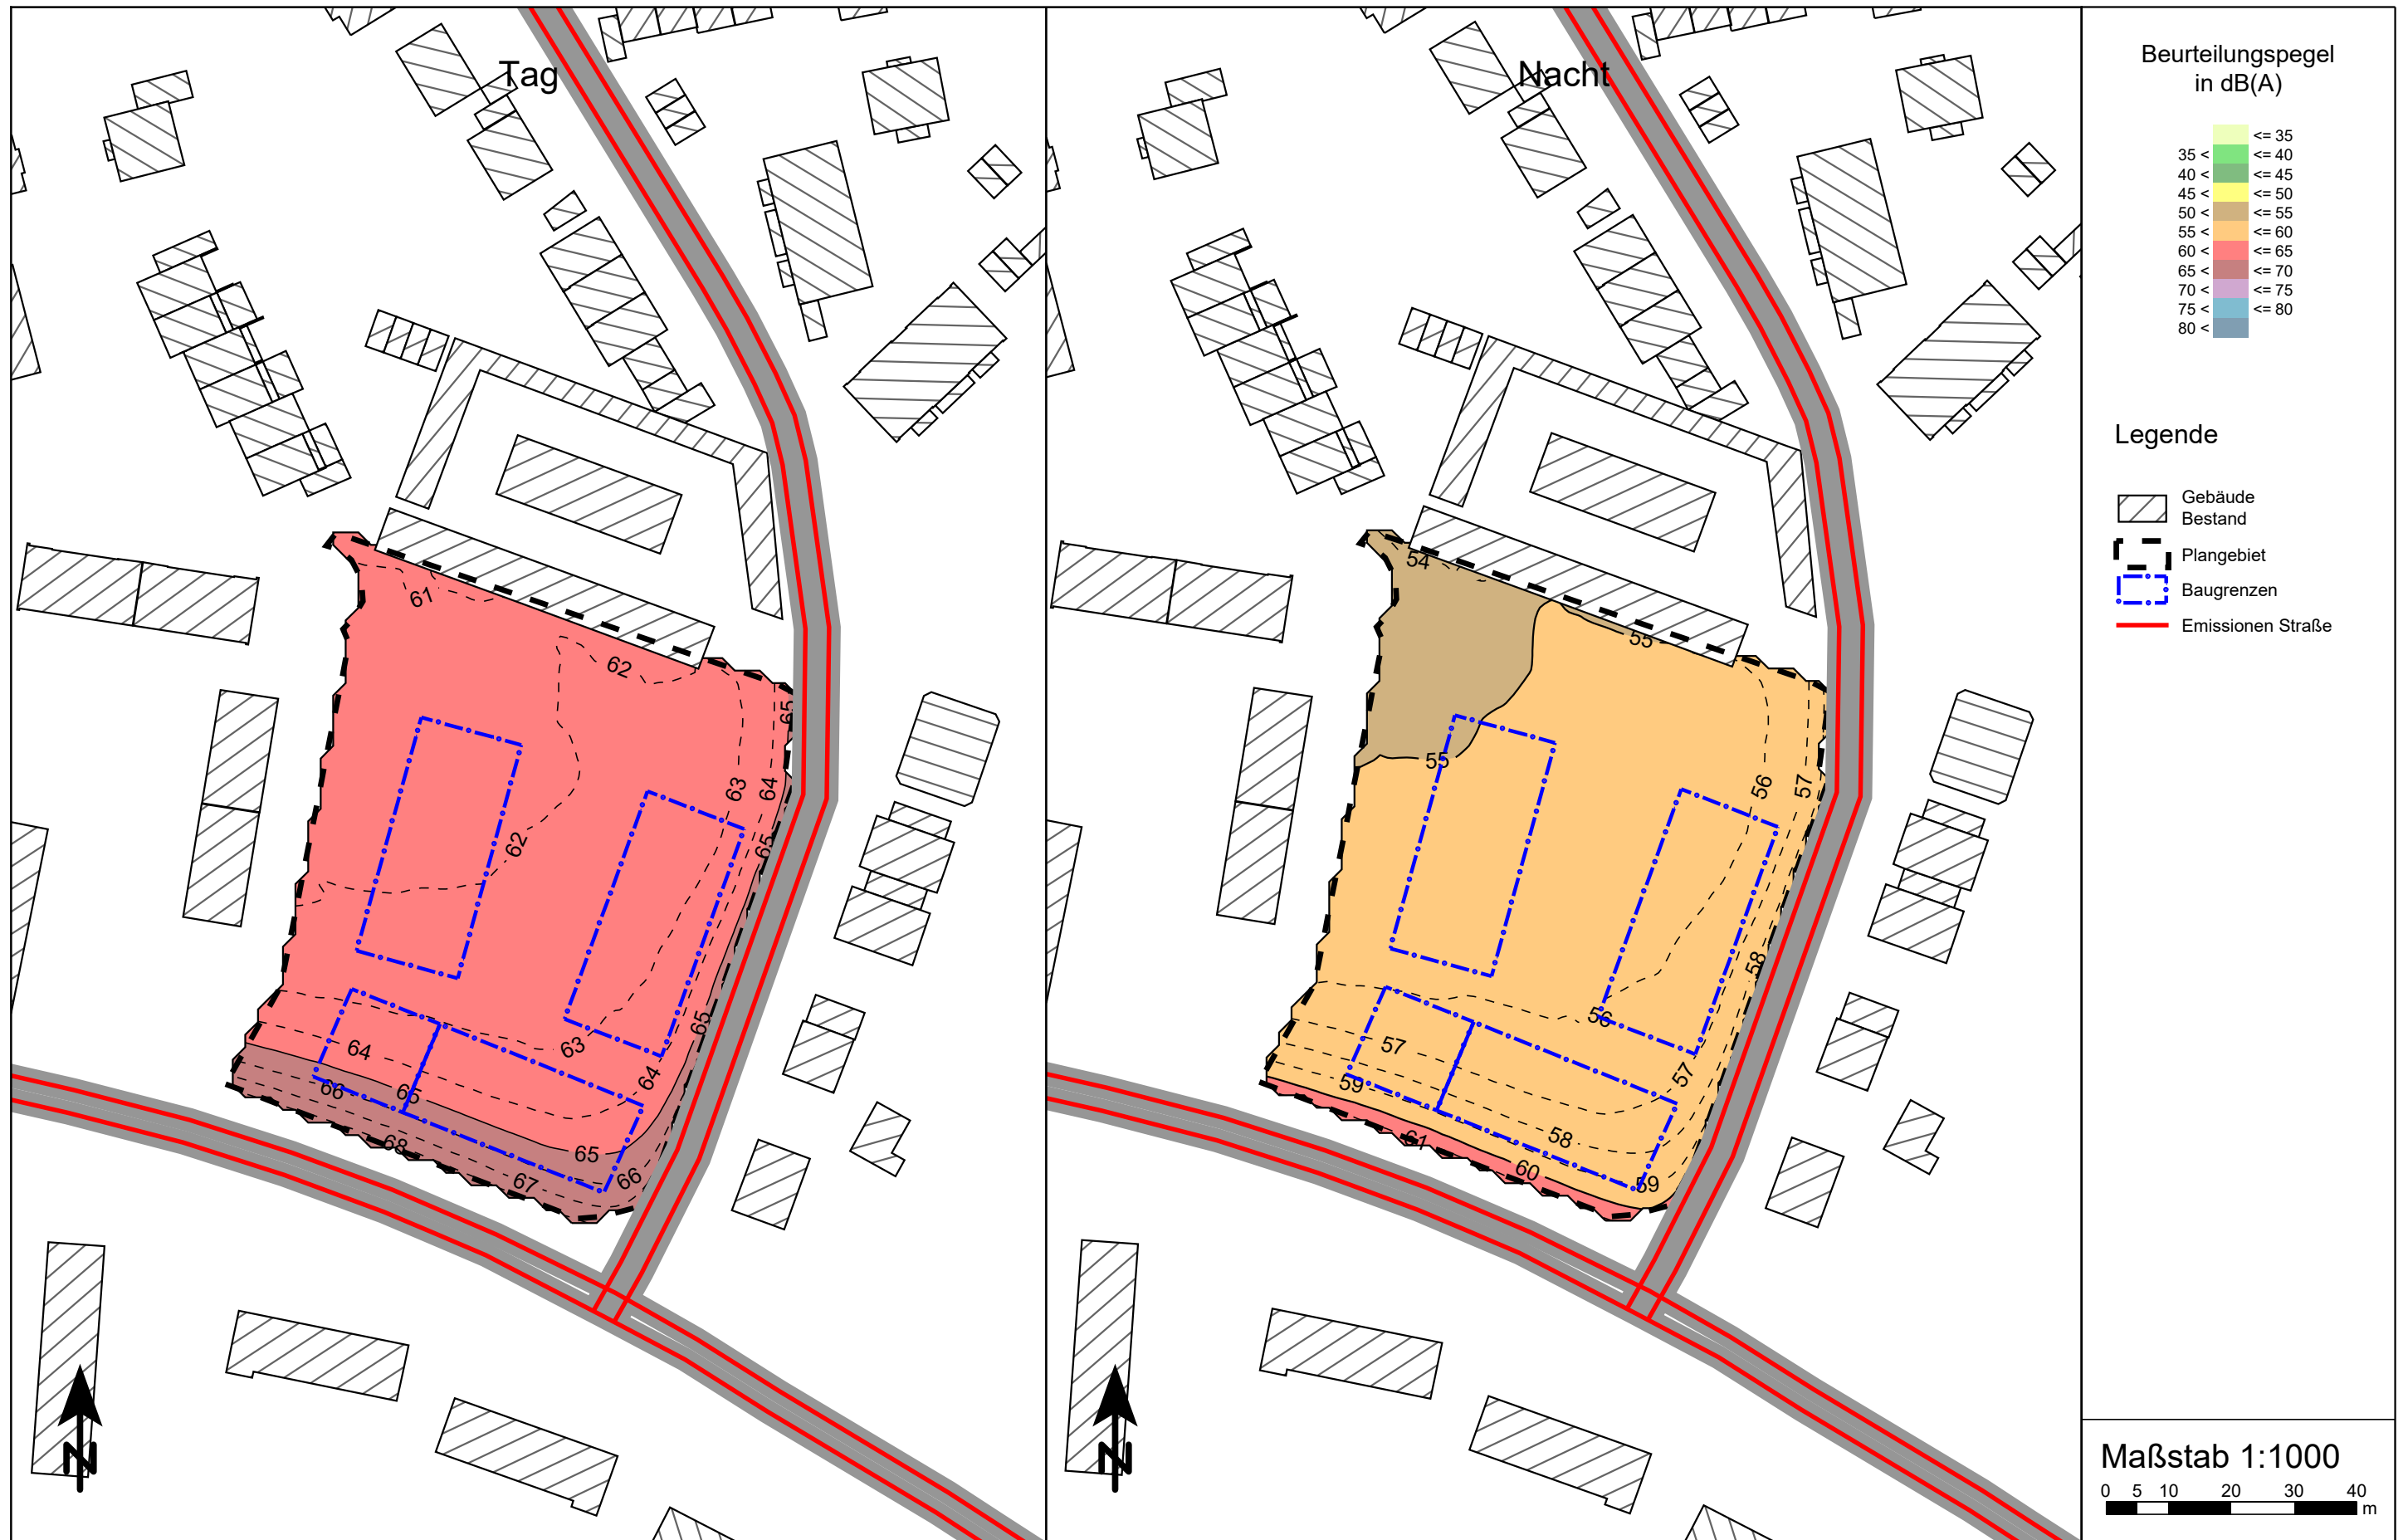 Tag
61
62
65
63
64
62
65
65
64
63
64
66
65
68
65
67
66
N
Nacht
54
55
55
56
57
58
56
57
57
59
58
61
60
59
N
Beurteilungspegel
in dB(A)
<= 35
35 < <= 40
40 < <= 45
45 < <= 50
50 < <= 55
55 < <= 60
60 < <= 65
65 < <= 70
70 < <= 75
75 < <= 80
80 <
Legende
Gebäude
Bestand
Plangebiet
Baugrenzen
Emissionen Straße
Maßstab 1:1000
0 5 10 20 30 40
m